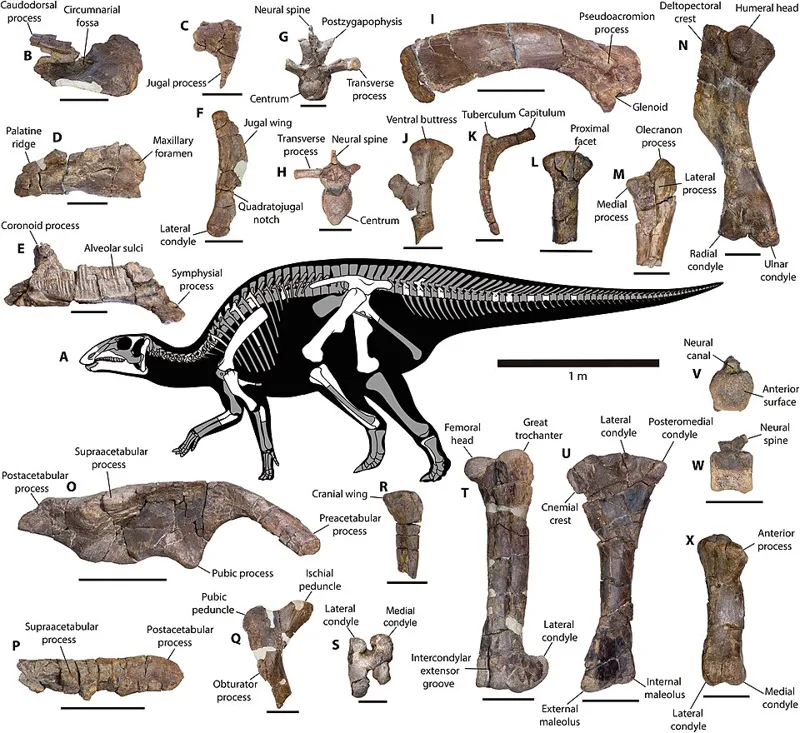 Caudodorsal
process
Circumnarial
fossa
B
C
Jugal process
Neural spine
Postzygapophysis
G
Transverse
process
Centrum
I
Pseudoacromion
process
Glenoid
Deltopectoral
crest
Humeral head
N
Radial
condyle
Ulnar
condyle
Palatine
ridge
D
Maxillary
foramen
F
Jugal wing
Quadratojugal
notch
Lateral
condyle
Transverse
process
Neural spine
H
Centrum
Ventral buttress
J
Tuberculum
Capitulum
K
Proximal
facet
L
Olecranon
process
M
Lateral
process
Medial
process
Coronoid process
Alveolar sulci
E
Symphysial
process
A
1 m
Neural
canal
V
Anterior
surface
Neural
spine
W
Supraacetabular
process
Postacetabular
process
O
Preacetabular
process
Pubic process
Cranial wing
R
Femoral
head
Great
trochanter
T
Lateral
condyle
Intercondylar
extensor
groove
U
Lateral
condyle
Posteromedial
condyle
Cnemial
crest
External
maleolus
Internal
maleolus
X
Anterior
process
Lateral
condyle
Medial
condyle
P
Supraacetabular
process
Postacetabular
process
Pubic
peduncle
Ischial
peduncle
Q
Obturator
process
Lateral
condyle
Medial
condyle
S